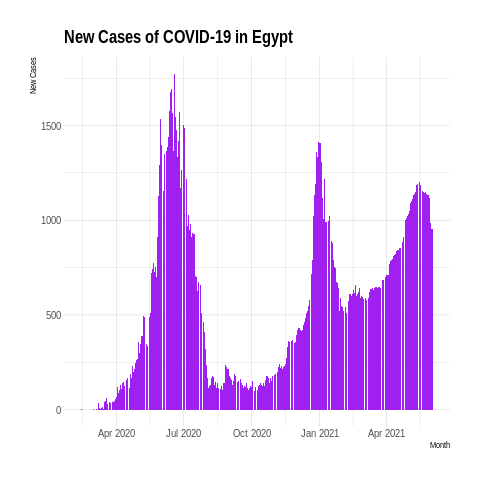 New Cases of COVID-19 in Egypt
New Cases
1500
1000
500
0
Apr 2020 Jul 2020 Oct 2020 Jan 2021 Apr 2021
Month